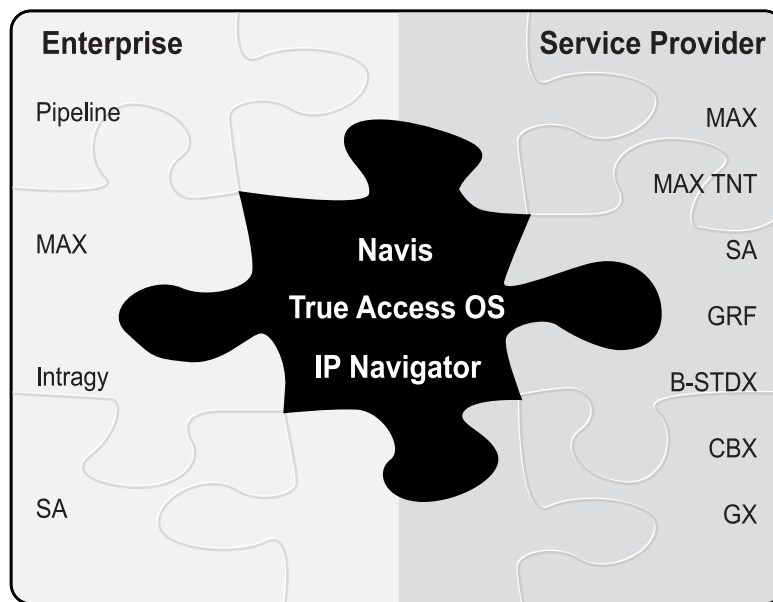 Enterprise
Pipeline
MAX
Intragy
SA
Navis
True Access OS
IP Navigator
Service Provider
MAX
MAX TNT
SA
GRF
B-STDX
CBX
GX